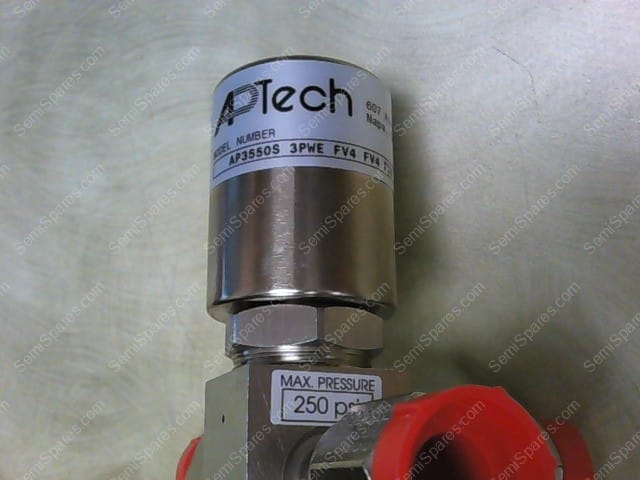 APTech
607
Napa
MODEL NUMBER
AP3550S 3PWE FV4 FV4
MAX. PRESSURE
250 psi
SemiSpares.com